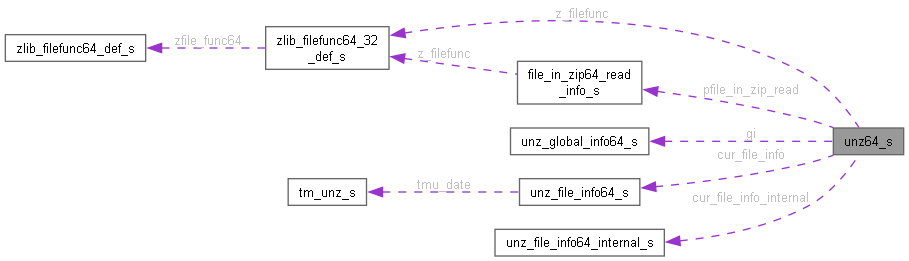 z_filefunc
zlib_filefunc64_32
_def_s
zfile_func64
zlib_filefunc64_def_s
z_filefunc
file_in_zip64_read
_info_s
pfile_in_zip_read
unz_global_info64_s
gi
unz64_s
cur_file_info
tm_unz_s
tmu_date
unz_file_info64_s
cur_file_info_internal
unz_file_info64_internal_s